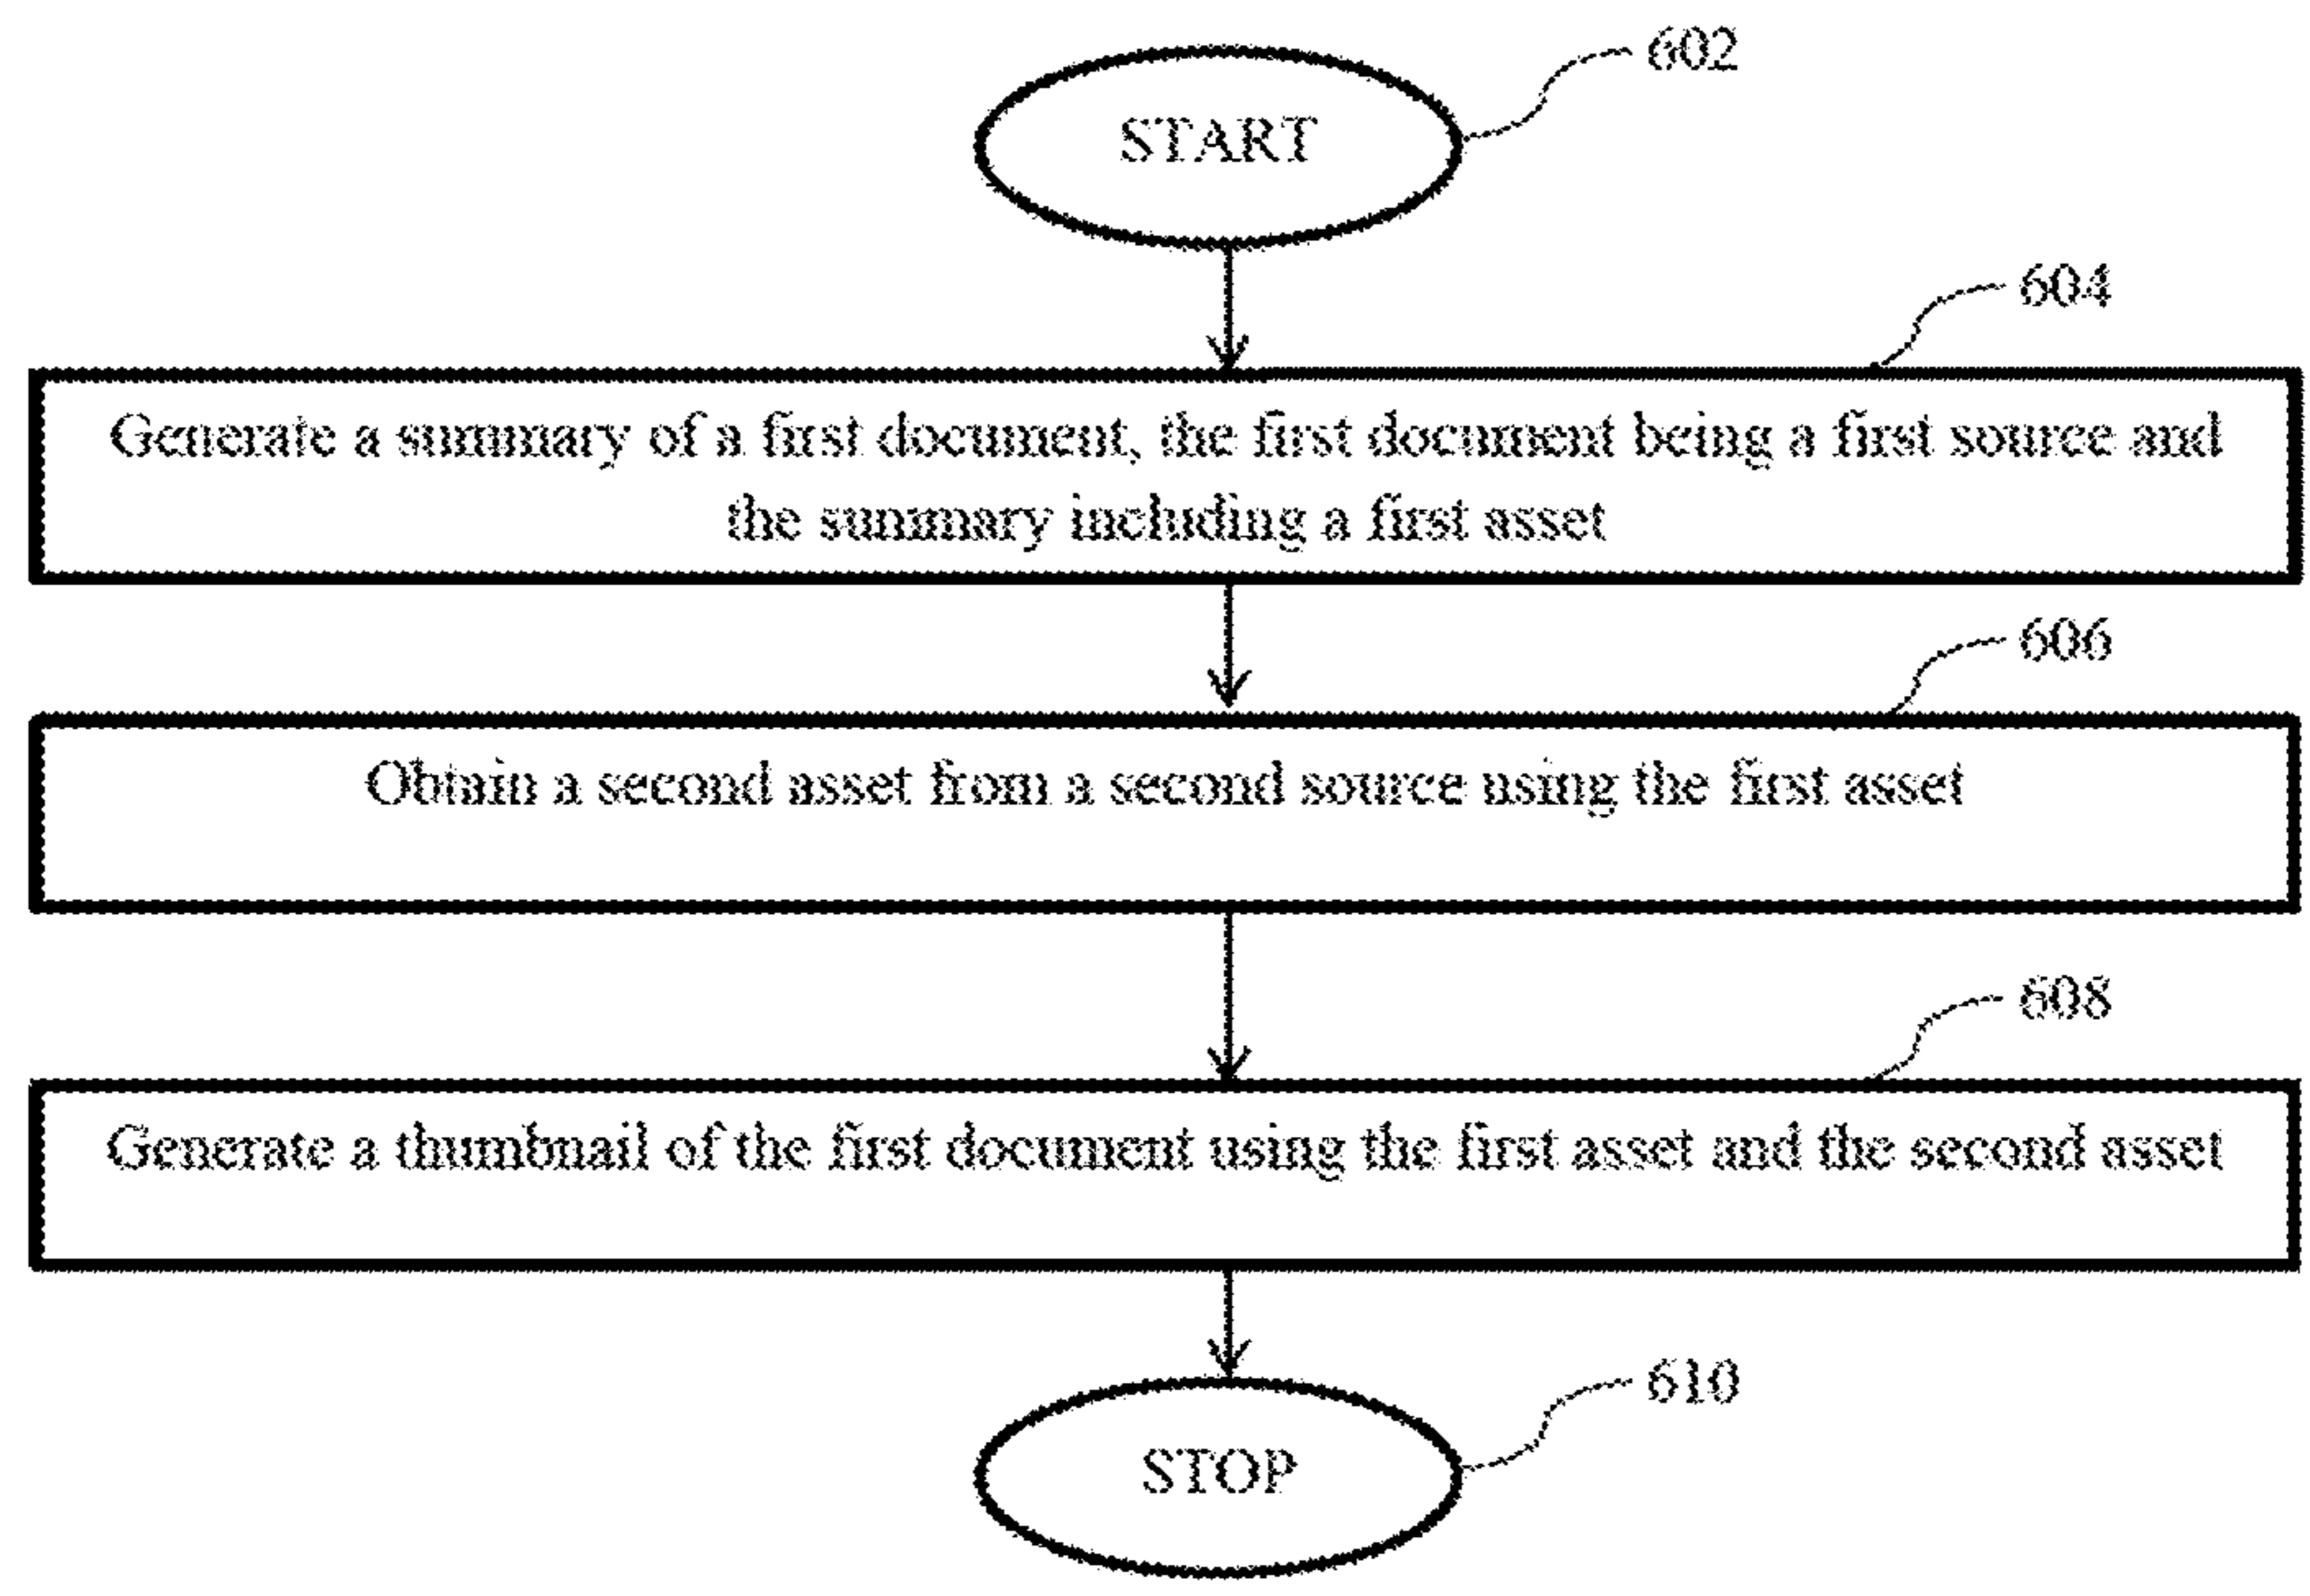 602
START
604
Generate a summary of a first document, the first document being a first source and
the summary including a first asset
606
Obtain a second asset from a second source using the first asset
608
Generate a thumbnail of the first document using the first asset and the second asset
610
STOP